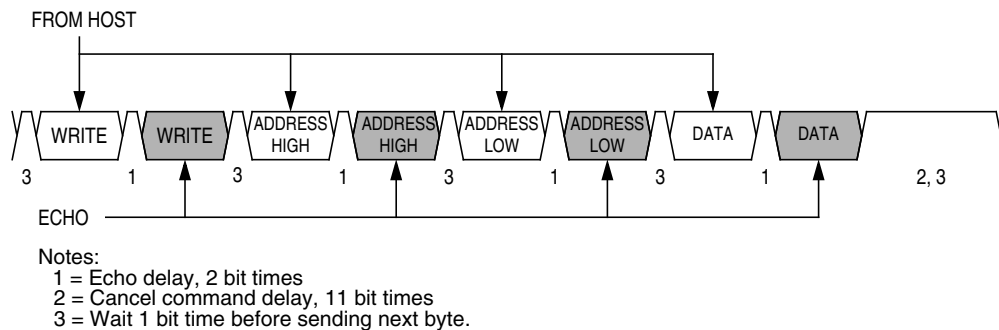 FROM HOST
WRITE WRITE ADDRESS HIGH ADDRESS HIGH ADDRESS LOW ADDRESS LOW DATA DATA
3 1 3 1 3 1 3 1 2, 3
ECHO
Notes:
1 = Echo delay, 2 bit times
2 = Cancel command delay, 11 bit times
3 = Wait 1 bit time before sending next byte.